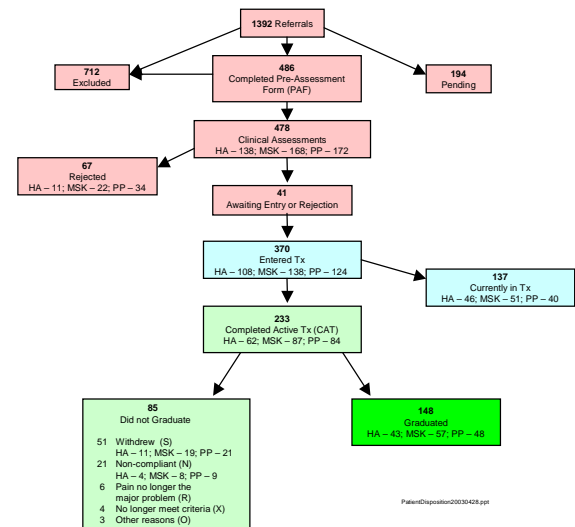 1392 Referrals
712
Excluded
486
Completed Pre-Assessment
Form (PAF)
194
Pending
478
Clinical Assessments
HA – 138; MSK – 168; PP – 172
67
Rejected
HA – 11; MSK – 22; PP – 34
41
Awaiting Entry or Rejection
370
Entered Tx
HA – 108; MSK – 138; PP – 124
137
Currently in Tx
HA – 46; MSK – 51; PP – 40
233
Completed Active Tx (CAT)
HA – 62; MSK – 87; PP – 84
85
Did not Graduate
51 Withdrew (S)
HA – 11; MSK – 19; PP – 21
21 Non-compliant (N)
HA – 4; MSK – 8; PP – 9
6 Pain no longer the
major problem (R)
4 No longer meet criteria (X)
3 Other reasons (O)
148
Graduated
HA – 43; MSK – 57; PP – 48
PatientDisposition20030428.ppt